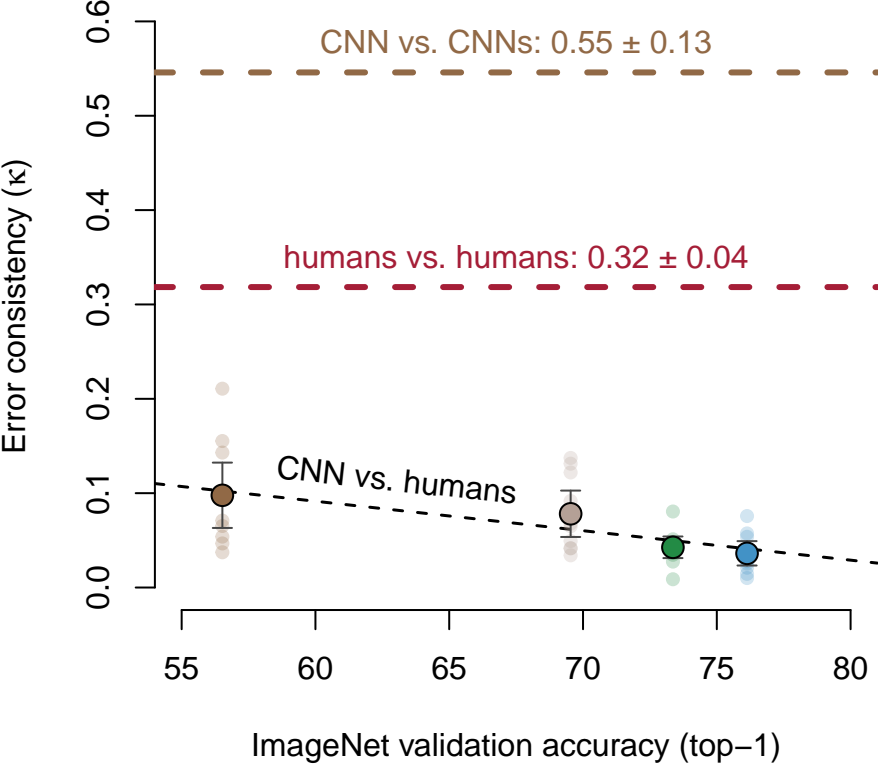 CNN vs. CNNs: 0.55 ± 0.13
humans vs. humans: 0.32 ± 0.04
CNN vs. humans
Error consistency (κ)
0.6
0.5
0.4
0.3
0.2
0.1
0.0
55 60 65 70 75 80
ImageNet validation accuracy (top−1)